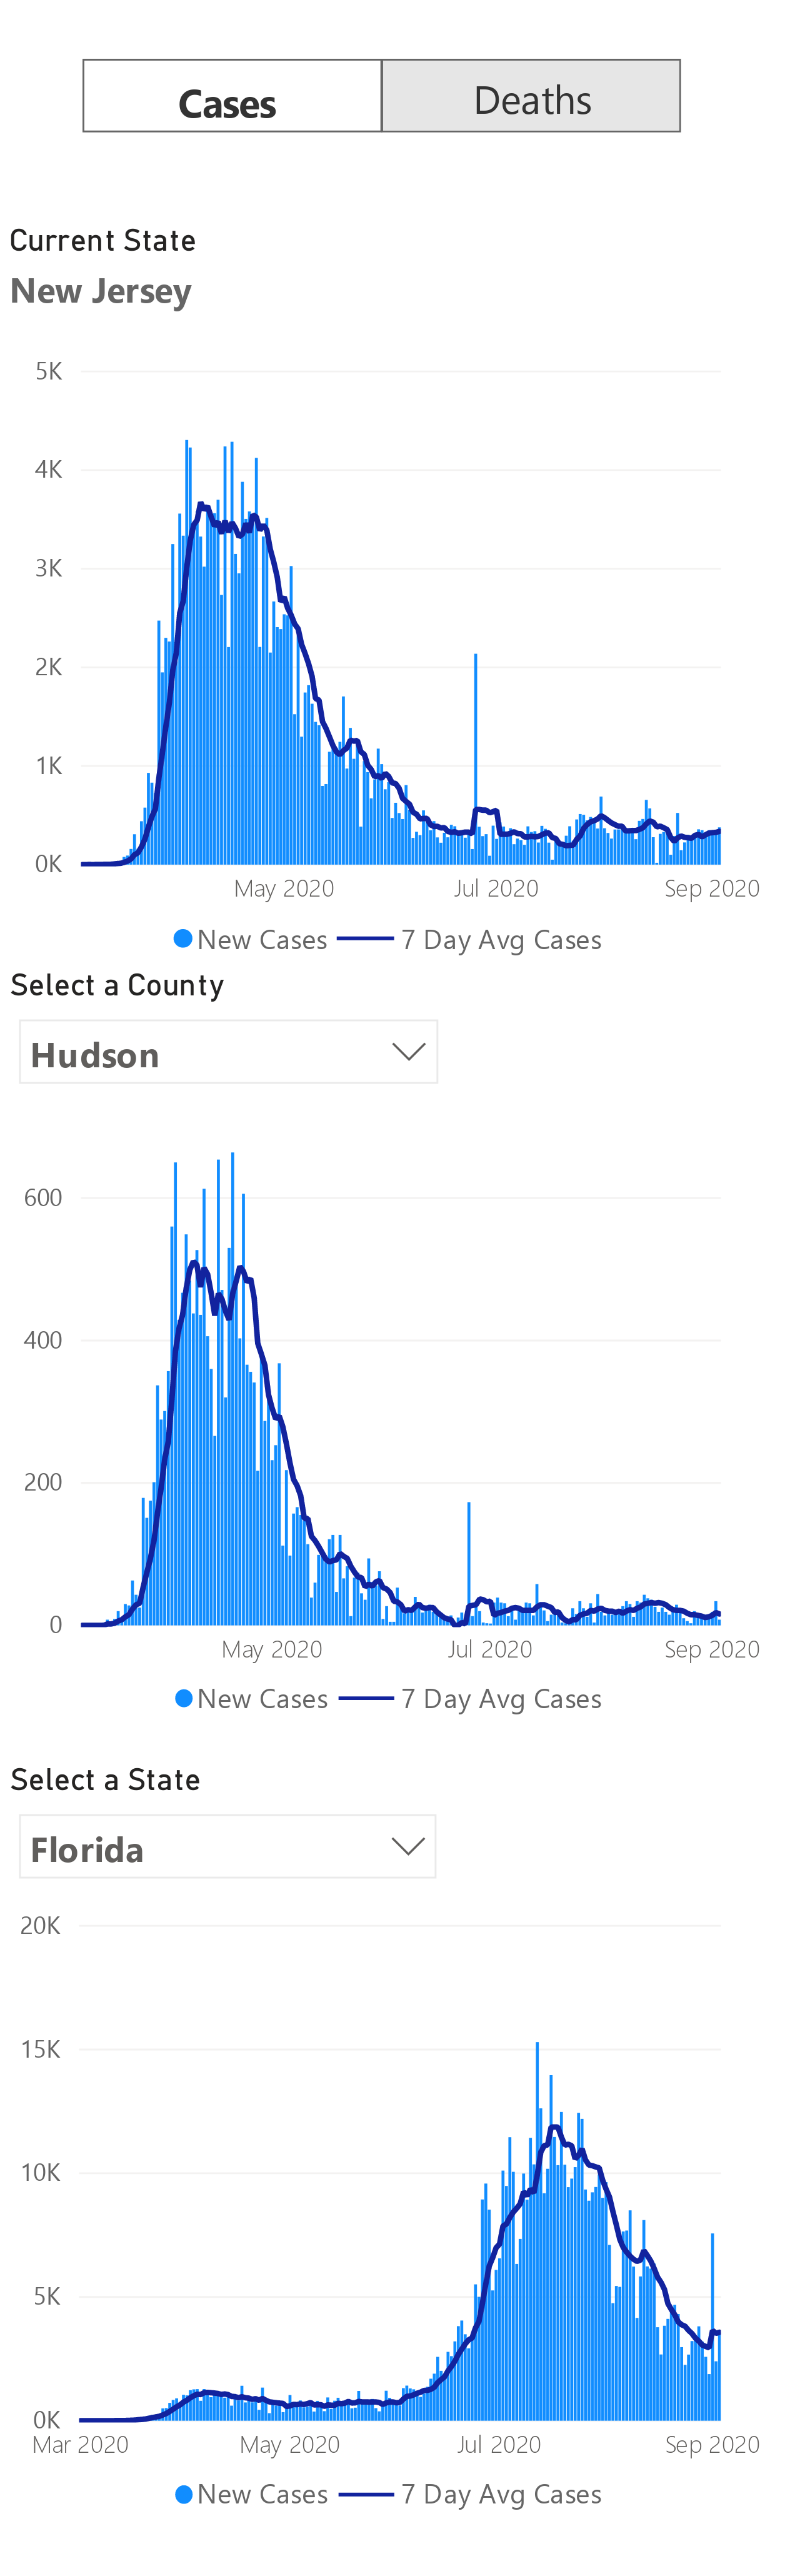 Cases Deaths
Current State
New Jersey
5K
4K
3K
2K
1K
0K
May 2020 Jul 2020 Sep 2020
New Cases 7 Day Avg Cases
Select a County
Hudson
600
400
200
0
May 2020 Jul 2020 Sep 2020
New Cases 7 Day Avg Cases
Select a State
Florida
20K
15K
10K
5K
0K
Mar 2020 May 2020 Jul 2020 Sep 2020
New Cases 7 Day Avg Cases